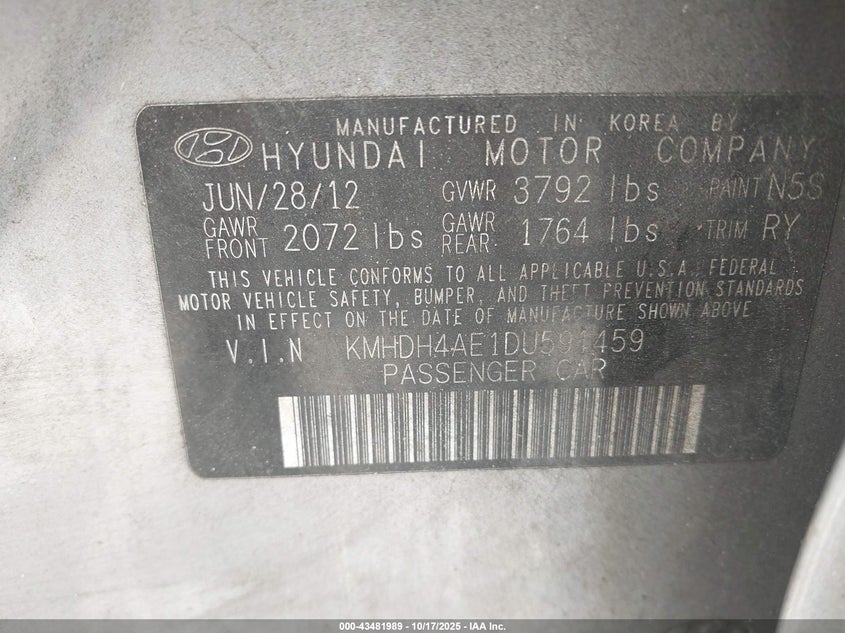 MANUFACTURED IN KOREA BY
HYUNDAI MOTOR COMPANY
JUN/28/12 GVWR 3792 lbs PAINT N5S
GAWR FRONT 2072 lbs GAWR REAR 1764 lbs TRIM RY
THIS VEHICLE CONFORMS TO ALL APPLICABLE U.S.A. FEDERAL
MOTOR VEHICLE SAFETY, BUMPER, AND THEFT PREVENTION STANDARDS
IN EFFECT ON THE DATE OF MANUFACTURE SHOWN ABOVE
V.I.N KMHDH4AE1DU591459
PASSENGER CAR
000-43481989 - 10/17/2025 - IAA Inc.